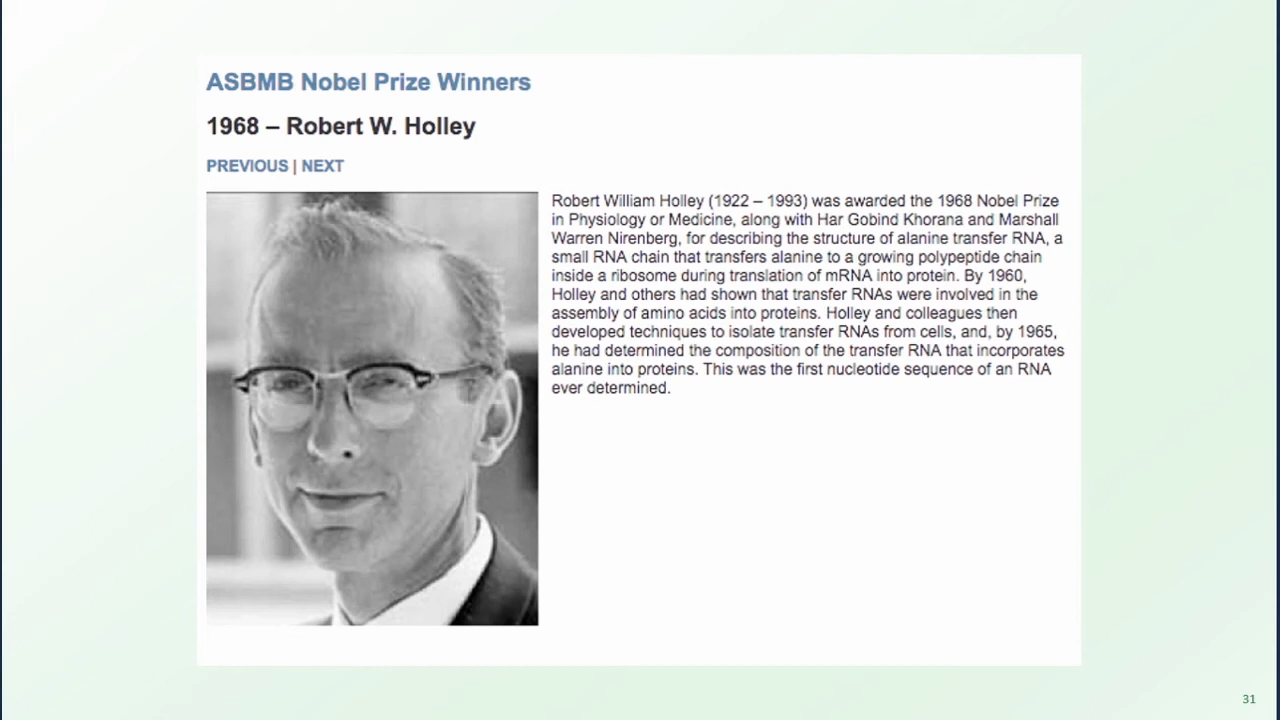 ASBMB Nobel Prize Winners
1968 – Robert W. Holley
PREVIOUS | NEXT
Robert William Holley (1922 – 1993) was awarded the 1968 Nobel Prize
in Physiology or Medicine, along with Har Gobind Khorana and Marshall
Warren Nirenberg, for describing the structure of alanine transfer RNA, a
small RNA chain that transfers alanine to a growing polypeptide chain
inside a ribosome during translation of mRNA into protein. By 1960,
Holley and others had shown that transfer RNAs were involved in the
assembly of amino acids into proteins. Holley and colleagues then
developed techniques to isolate transfer RNAs from cells, and, by 1965,
he had determined the composition of the transfer RNA that incorporates
alanine into proteins. This was the first nucleotide sequence of an RNA
ever determined.
31